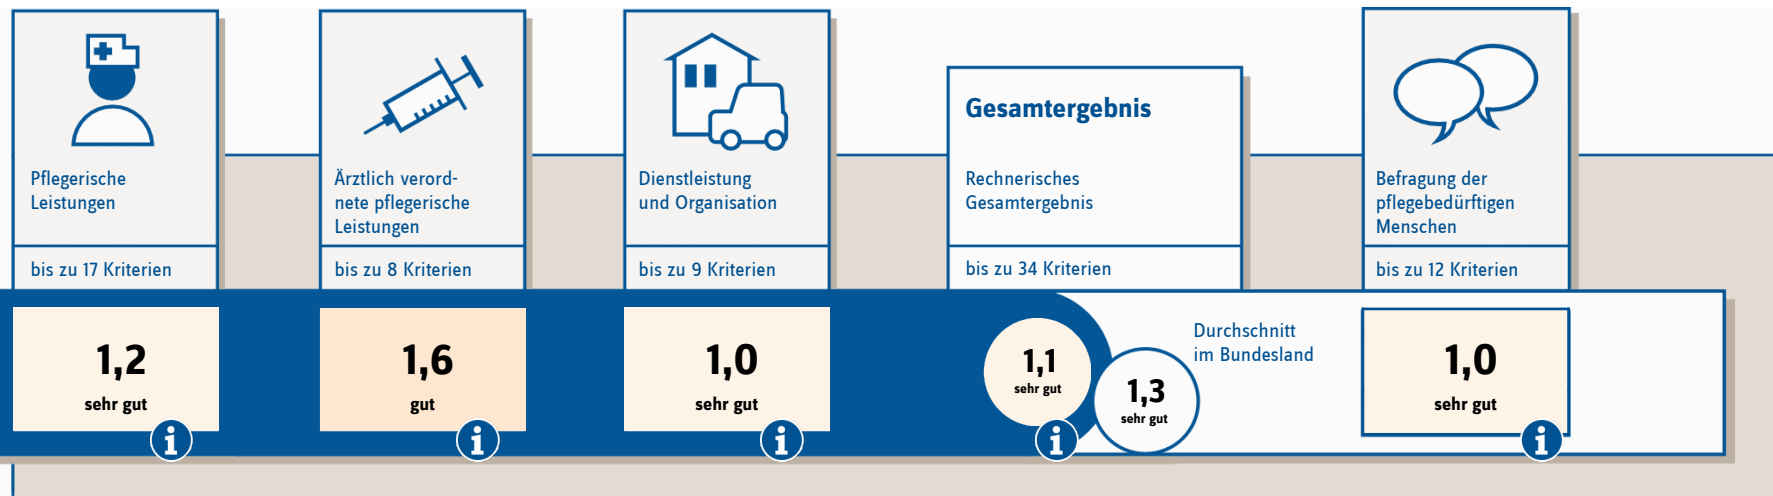 Pflegerische
Leistungen
bis zu 17 Kriterien
1,2
sehr gut
i
Ärztlich verord-
nete pflegerische
Leistungen
bis zu 8 Kriterien
1,6
gut
i
Dienstleistung
und Organisation
bis zu 9 Kriterien
1,0
sehr gut
i
Gesamtergebnis
Rechnerisches
Gesamtergebnis
bis zu 34 Kriterien
1,1
sehr gut
i
1,3
sehr gut
Durchschnitt
im Bundesland
Befragung der
pflegebedürftigen
Menschen
bis zu 12 Kriterien
1,0
sehr gut
i